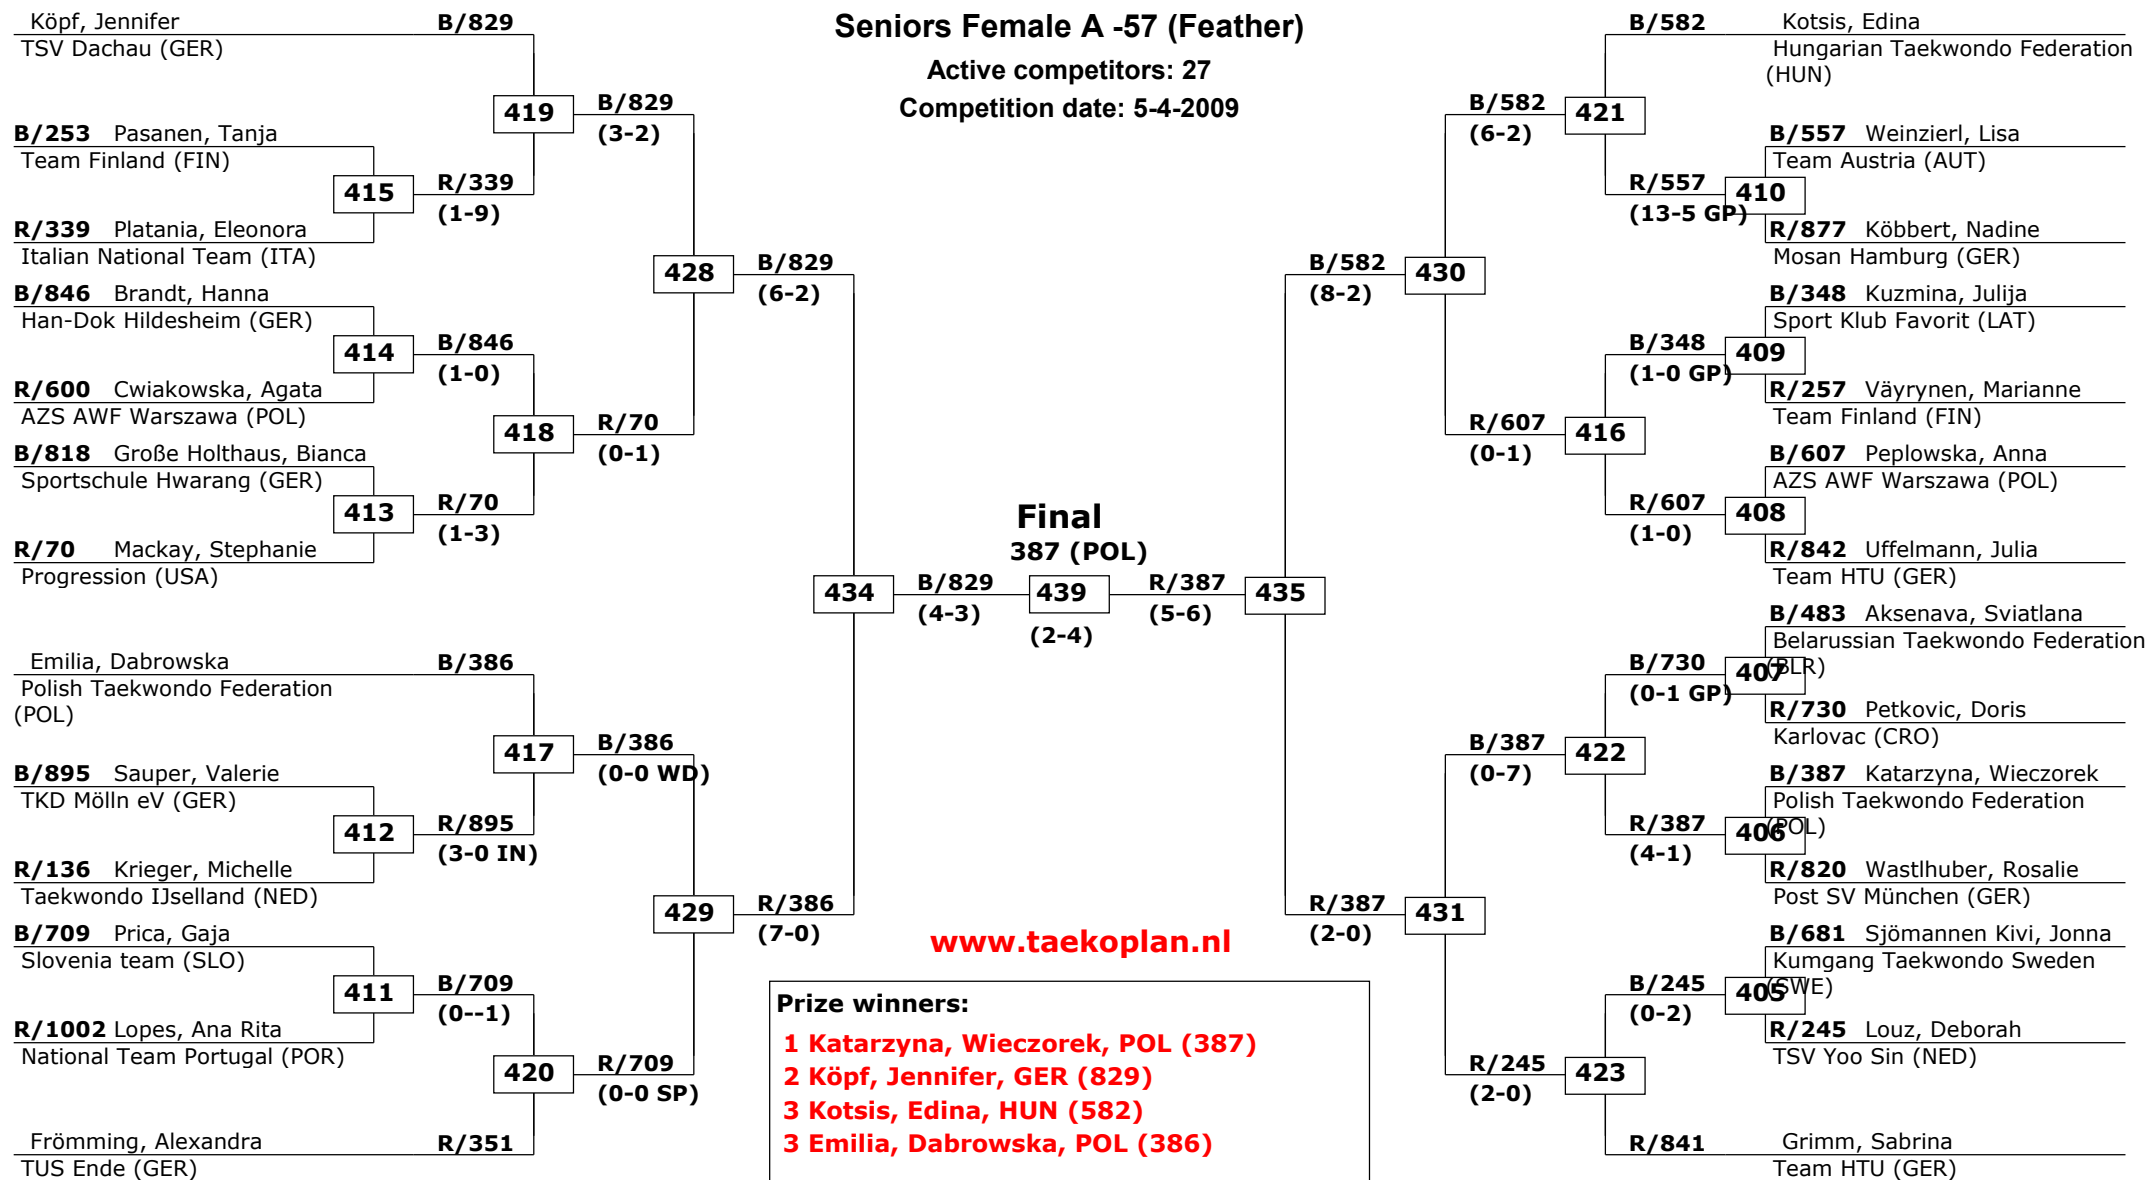 Seniors Female A -57 (Feather)
Active competitors: 27
Competition date: 5-4-2009
Köpf, Jennifer B/829
TSV Dachau (GER)
419
B/829
(3-2)
B/253 Pasanen, Tanja
Team Finland (FIN)
415
R/339
(1-9)
R/339 Platania, Eleonora
Italian National Team (ITA)
428
B/829
(6-2)
B/846 Brandt, Hanna
Han-Dok Hildesheim (GER)
414
B/846
(1-0)
R/600 Cwiakowska, Agata
AZS AWF Warszawa (POL)
418
R/70
(0-1)
B/818 Große Holthaus, Bianca
Sportschule Hwarang (GER)
413
R/70
(1-3)
R/70 Mackay, Stephanie
Progression (USA)
434
B/829
(4-3)
Emilia, Dabrowska B/386
Polish Taekwondo Federation
(POL)
417
B/386
(0-0 WD)
B/895 Sauper, Valerie
TKD Mölln eV (GER)
412
R/895
(3-0 IN)
R/136 Krieger, Michelle
Taekwondo IJselland (NED)
429
R/386
(7-0)
B/709 Prica, Gaja
Slovenia team (SLO)
411
B/709
(0--1)
R/1002 Lopes, Ana Rita
National Team Portugal (POR)
420
R/709
(0-0 SP)
Frömming, Alexandra R/351
TUS Ende (GER)
Final
387 (POL)
439
(2-4)
R/387
(5-6)
435
B/582 Kotsis, Edina
Hungarian Taekwondo Federation
(HUN)
B/582
(6-2)
421
B/557 Weinzierl, Lisa
Team Austria (AUT)
R/557
(13-5 GP)
410
R/877 Köbbert, Nadine
Mosan Hamburg (GER)
B/582
(8-2)
430
B/348 Kuzmina, Julija
Sport Klub Favorit (LAT)
B/348
(1-0 GP)
409
R/257 Väyrynen, Marianne
Team Finland (FIN)
R/607
(0-1)
416
B/607 Peplowska, Anna
AZS AWF Warszawa (POL)
R/607
(1-0)
408
R/842 Uffelmann, Julia
Team HTU (GER)
B/483 Aksenava, Sviatlana
Belarussian Taekwondo Federation
(BLR)
B/730
(0-1 GP)
407
R/730 Petkovic, Doris
Karlovac (CRO)
B/387
(0-7)
422
B/387 Katarzyna, Wieczorek
Polish Taekwondo Federation
(POL)
R/387
(4-1)
406
R/820 Wastlhuber, Rosalie
Post SV München (GER)
R/387
(2-0)
431
B/681 Sjömannen Kivi, Jonna
Kumgang Taekwondo Sweden
(SWE)
B/245
(0-2)
405
R/245 Louz, Deborah
TSV Yoo Sin (NED)
R/245
(2-0)
423
R/841 Grimm, Sabrina
Team HTU (GER)
www.taekoplan.nl
Prize winners:
1 Katarzyna, Wieczorek, POL (387)
2 Köpf, Jennifer, GER (829)
3 Kotsis, Edina, HUN (582)
3 Emilia, Dabrowska, POL (386)